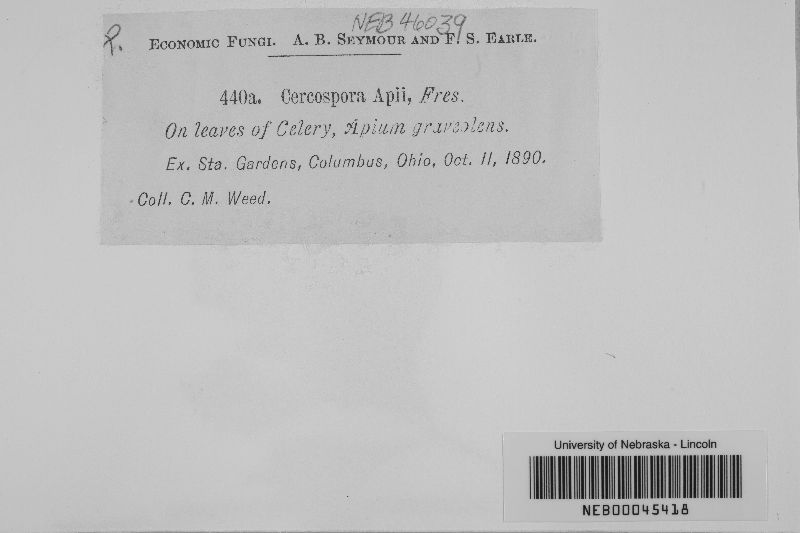 NEB 46039
P. Economic Fungi. A. B. Seymour and F. S. Earle.
440a. Cercospora Apii, Fres.
On leaves of Celery, Apium graveolens.
Ex. Sta. Gardens, Columbus, Ohio, Oct. 11, 1890.
Coll. C. M. Weed.
University of Nebraska - Lincoln
NEB00045418